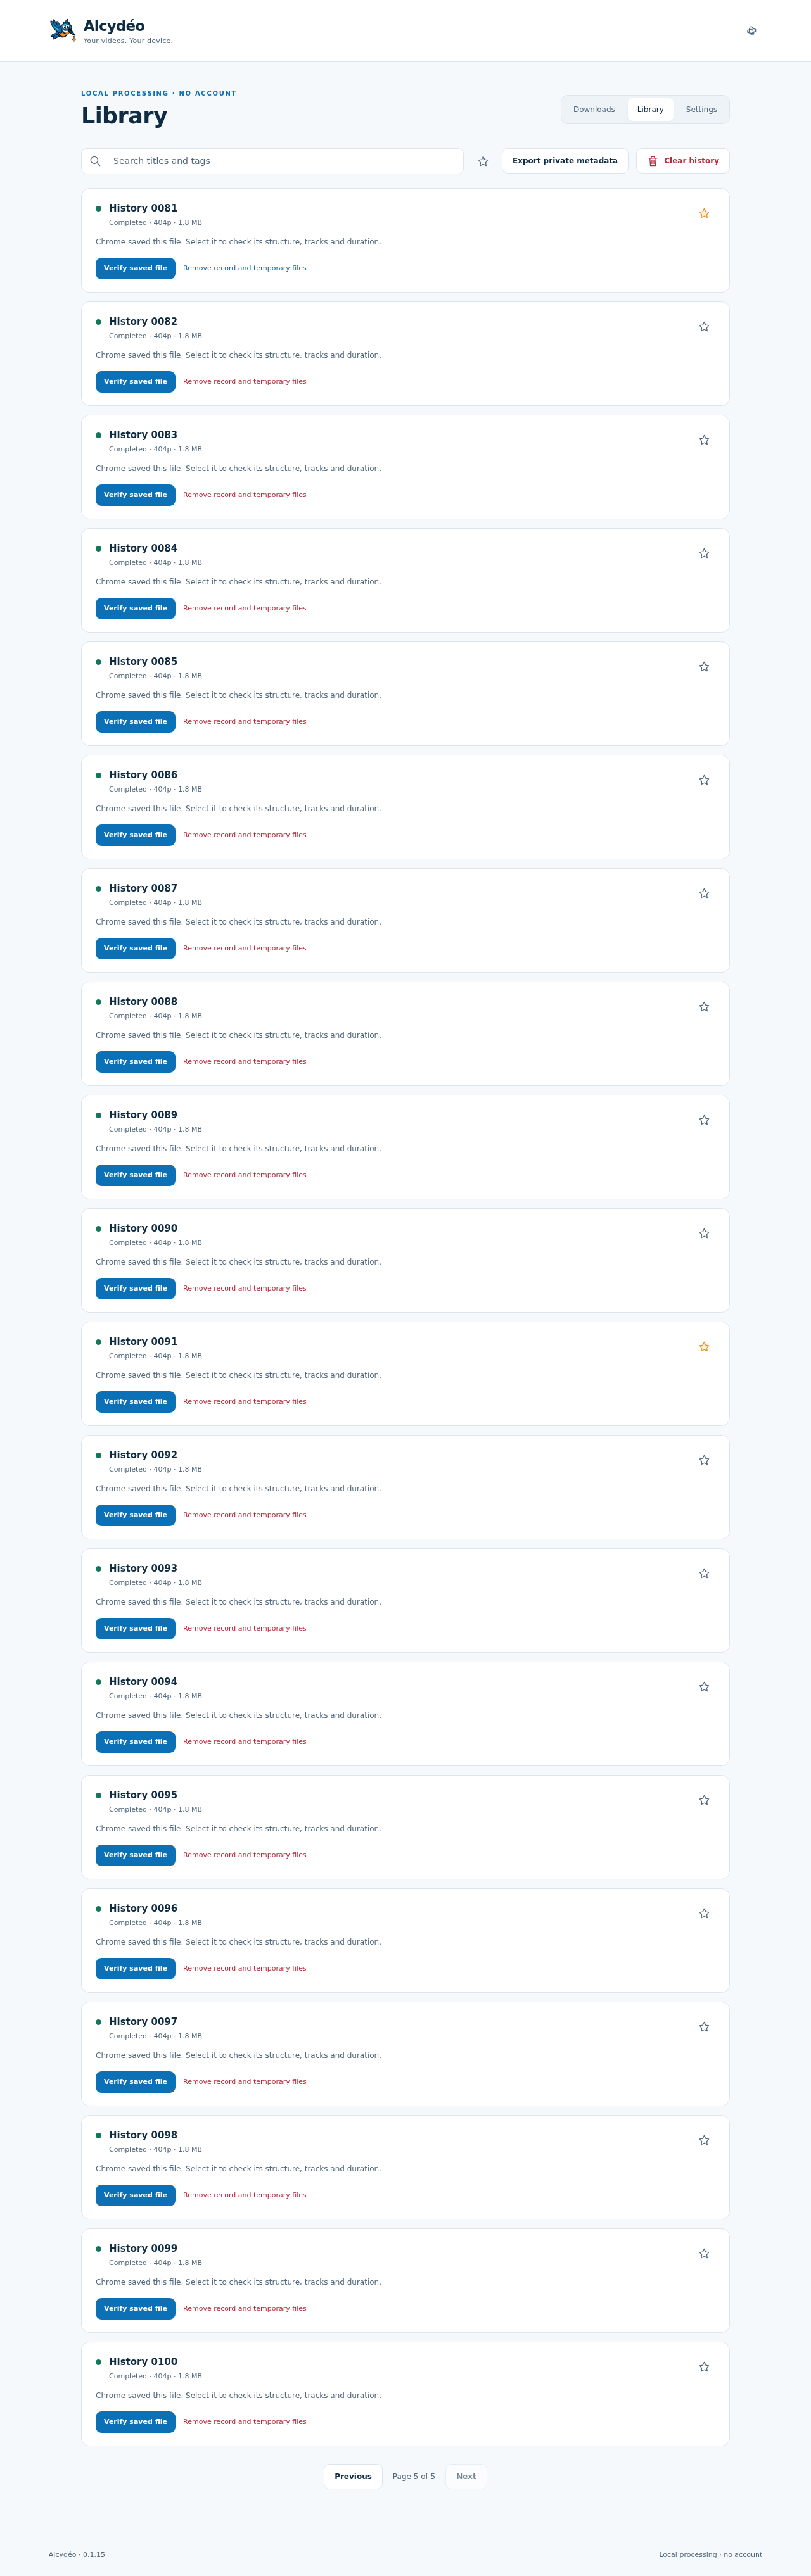 Alcydéo
Your videos. Your device.
LOCAL PROCESSING · NO ACCOUNT
Library
Downloads Library Settings
Search titles and tags
Export private metadata
Clear history
History 0081
Completed · 404p · 1.8 MB
Chrome saved this file. Select it to check its structure, tracks and duration.
Verify saved file Remove record and temporary files
History 0082
Completed · 404p · 1.8 MB
Chrome saved this file. Select it to check its structure, tracks and duration.
Verify saved file Remove record and temporary files
History 0083
Completed · 404p · 1.8 MB
Chrome saved this file. Select it to check its structure, tracks and duration.
Verify saved file Remove record and temporary files
History 0084
Completed · 404p · 1.8 MB
Chrome saved this file. Select it to check its structure, tracks and duration.
Verify saved file Remove record and temporary files
History 0085
Completed · 404p · 1.8 MB
Chrome saved this file. Select it to check its structure, tracks and duration.
Verify saved file Remove record and temporary files
History 0086
Completed · 404p · 1.8 MB
Chrome saved this file. Select it to check its structure, tracks and duration.
Verify saved file Remove record and temporary files
History 0087
Completed · 404p · 1.8 MB
Chrome saved this file. Select it to check its structure, tracks and duration.
Verify saved file Remove record and temporary files
History 0088
Completed · 404p · 1.8 MB
Chrome saved this file. Select it to check its structure, tracks and duration.
Verify saved file Remove record and temporary files
History 0089
Completed · 404p · 1.8 MB
Chrome saved this file. Select it to check its structure, tracks and duration.
Verify saved file Remove record and temporary files
History 0090
Completed · 404p · 1.8 MB
Chrome saved this file. Select it to check its structure, tracks and duration.
Verify saved file Remove record and temporary files
History 0091
Completed · 404p · 1.8 MB
Chrome saved this file. Select it to check its structure, tracks and duration.
Verify saved file Remove record and temporary files
History 0092
Completed · 404p · 1.8 MB
Chrome saved this file. Select it to check its structure, tracks and duration.
Verify saved file Remove record and temporary files
History 0093
Completed · 404p · 1.8 MB
Chrome saved this file. Select it to check its structure, tracks and duration.
Verify saved file Remove record and temporary files
History 0094
Completed · 404p · 1.8 MB
Chrome saved this file. Select it to check its structure, tracks and duration.
Verify saved file Remove record and temporary files
History 0095
Completed · 404p · 1.8 MB
Chrome saved this file. Select it to check its structure, tracks and duration.
Verify saved file Remove record and temporary files
History 0096
Completed · 404p · 1.8 MB
Chrome saved this file. Select it to check its structure, tracks and duration.
Verify saved file Remove record and temporary files
History 0097
Completed · 404p · 1.8 MB
Chrome saved this file. Select it to check its structure, tracks and duration.
Verify saved file Remove record and temporary files
History 0098
Completed · 404p · 1.8 MB
Chrome saved this file. Select it to check its structure, tracks and duration.
Verify saved file Remove record and temporary files
History 0099
Completed · 404p · 1.8 MB
Chrome saved this file. Select it to check its structure, tracks and duration.
Verify saved file Remove record and temporary files
History 0100
Completed · 404p · 1.8 MB
Chrome saved this file. Select it to check its structure, tracks and duration.
Verify saved file Remove record and temporary files
Previous Page 5 of 5 Next
Alcydéo · 0.1.15
Local processing · no account